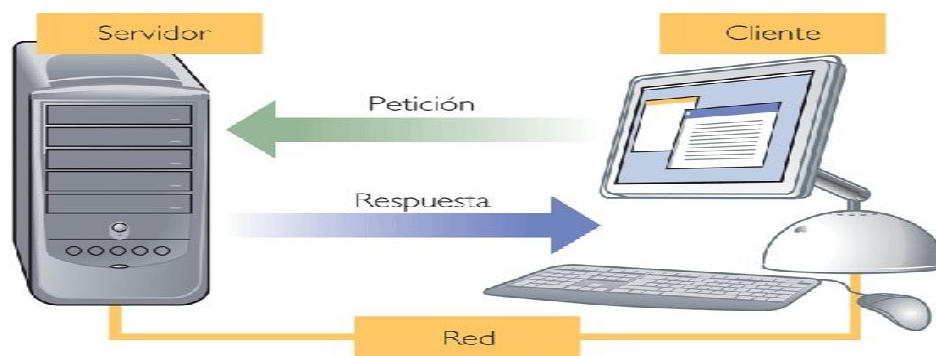 Servidor
Cliente
Petición
Respuesta
Red